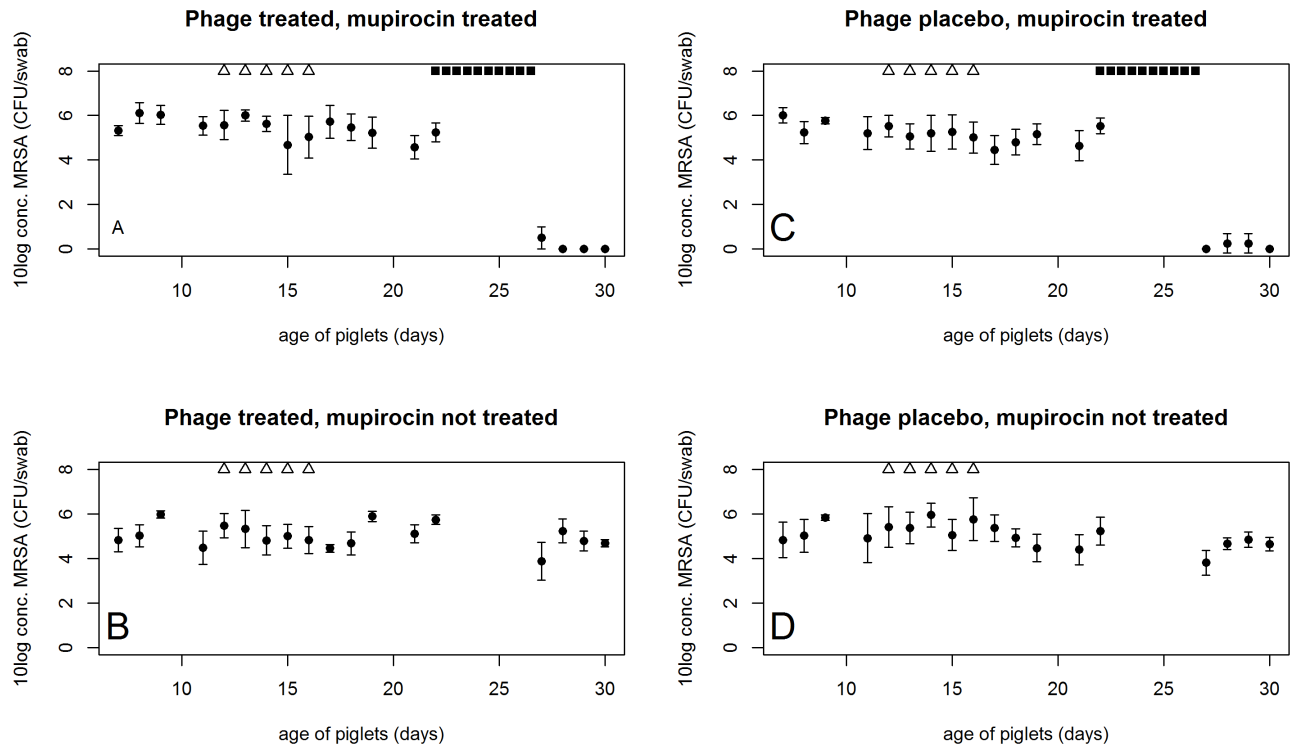 Phage treated, mupirocin treated
10log conc. MRSA (CFU/swab)
8
6
4
2
0
A
10 15 20 25 30
age of piglets (days)
Phage placebo, mupirocin treated
10log conc. MRSA (CFU/swab)
8
6
4
2
0
C
10 15 20 25 30
age of piglets (days)
Phage treated, mupirocin not treated
10log conc. MRSA (CFU/swab)
8
6
4
2
0
B
10 15 20 25 30
age of piglets (days)
Phage placebo, mupirocin not treated
10log conc. MRSA (CFU/swab)
8
6
4
2
0
D
10 15 20 25 30
age of piglets (days)